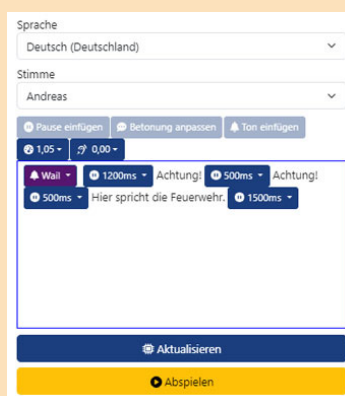 Sprache
Deutsch (Deutschland)
Stimme
Andreas
Pause einfügen Betonung anpassen Ton einfügen
1,05 0,00
Wail 1200ms Achtung! 500ms Achtung!
500ms Hier spricht die Feuerwehr. 1500ms
Aktualisieren
Abspielen